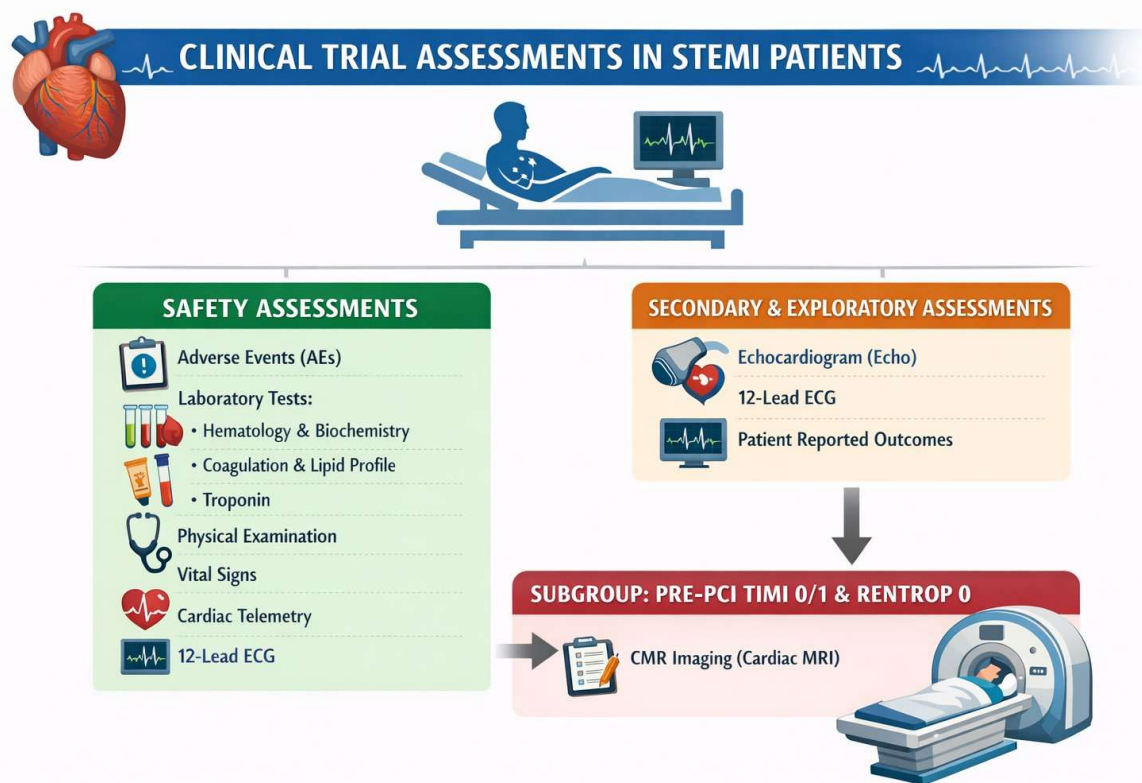 CLINICAL TRIAL ASSESSMENTS IN STEMI PATIENTS
SAFETY ASSESSMENTS
Adverse Events (AEs)
Laboratory Tests:
• Hematology & Biochemistry
• Coagulation & Lipid Profile
• Troponin
Physical Examination
Vital Signs
Cardiac Telemetry
12-Lead ECG
SECONDARY & EXPLORATORY ASSESSMENTS
Echocardiogram (Echo)
12-Lead ECG
Patient Reported Outcomes
SUBGROUP: PRE-PCI TIMI 0/1 & RENTROP 0
CMR Imaging (Cardiac MRI)